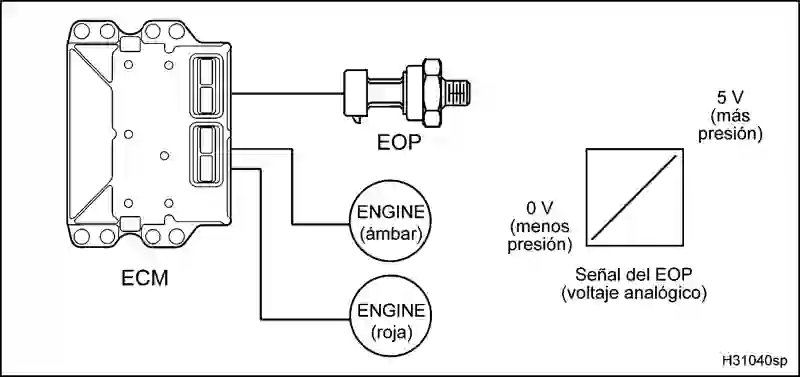 EOP
ENGINE
(ámbar)
ECM
ENGINE
(roja)
5 V
(más
presión)
0 V
(menos
presión)
Señal del EOP
(voltaje analógico)
H31040sp